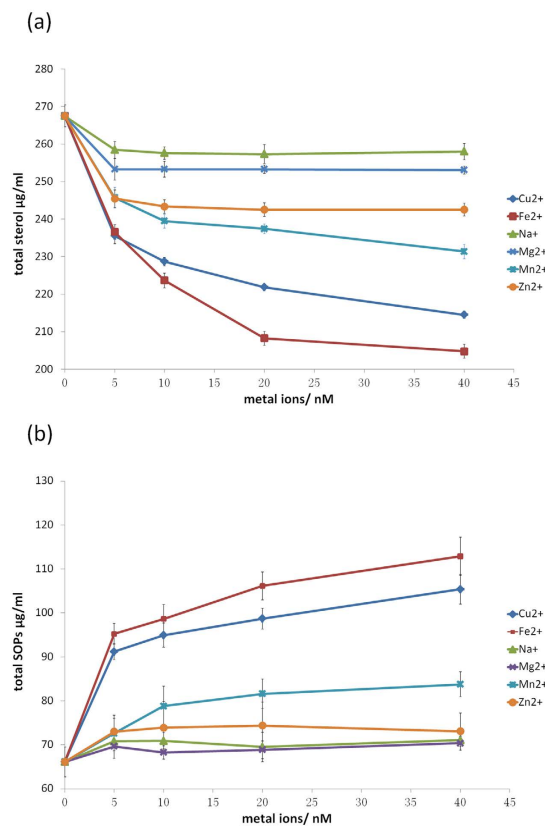 (a)
280
270
260
250
240
230
220
210
200
total sterol μg/ml
0 5 10 15 20 25 30 35 40 45
metal ions/ nM
Cu2+
Fe2+
Na+
Mg2+
Mn2+
Zn2+
(b)
130
120
110
100
90
80
70
60
total SOPs μg/ml
0 5 10 15 20 25 30 35 40 45
metal ions/ nM
Cu2+
Fe2+
Na+
Mg2+
Mn2+
Zn2+